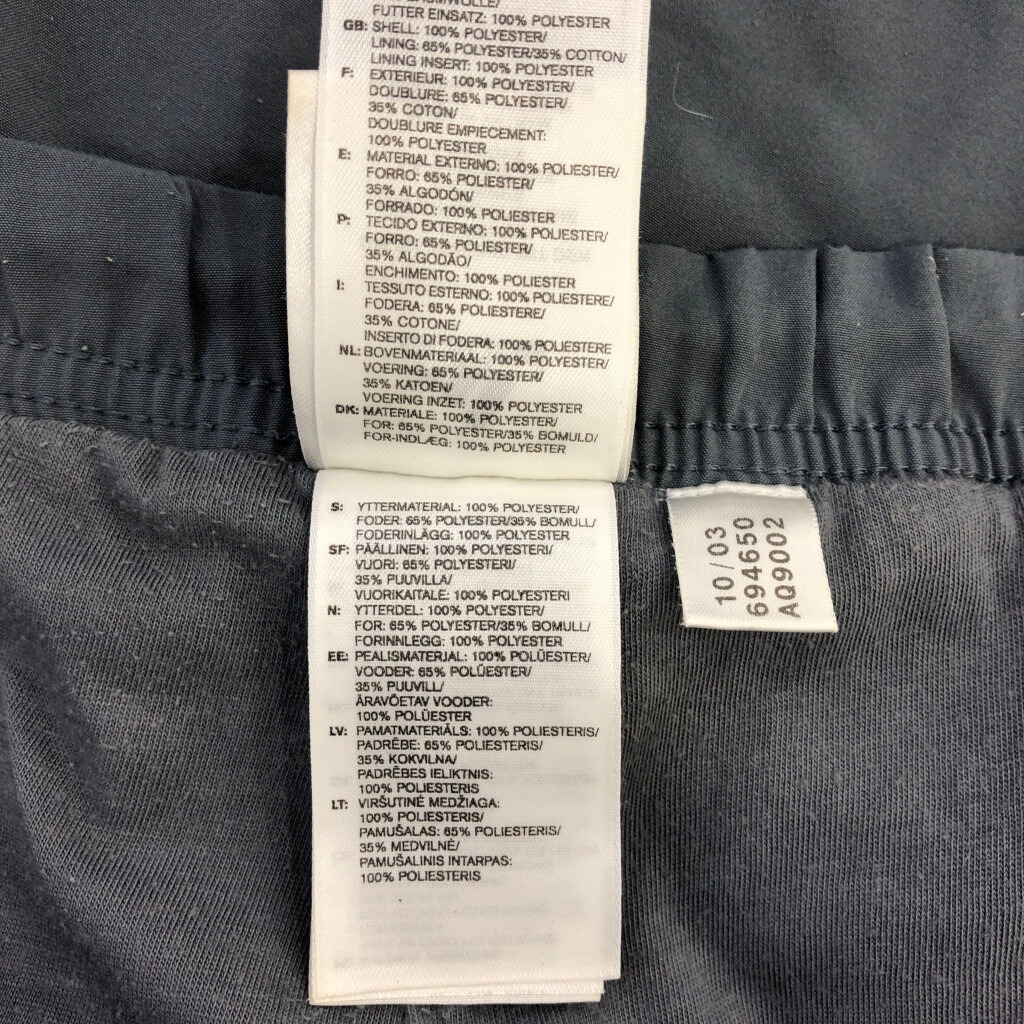 FUTTER EINSATZ: 100% POLYESTER
GB: SHELL: 100% POLYESTER/
LINING: 65% POLYESTER/35% COTTON/
LINING INSERT: 100% POLYESTER
F: EXTERIEUR: 100% POLYESTER/
DOUBLURE: 65% POLYESTER/
35% COTON/
DOUBLURE EMPIECEMENT:
100% POLYESTER
E: MATERIAL EXTERNO: 100% POLIESTER/
FORRO: 65% POLIESTER/
35% ALGODÓN/
FORRADO: 100% POLIESTER
P: TECIDO EXTERNO: 100% POLIESTER/
FORRO: 65% POLIESTER/
35% ALGODÃO/
ENCHIMENTO: 100% POLIESTER
I: TESSUTO ESTERNO: 100% POLIESTERE/
FODERA: 65% POLIESTERE/
35% COTONE/
INSERTO DI FODERA: 100% POLIESTERE
NL: BOVENMATERIAAL: 100% POLYESTER/
VOERING: 65% POLYESTER/
35% KATOEN/
VOERING INZET: 100% POLYESTER
DK: MATERIALE: 100% POLYESTER/
FOR: 65% POLYESTER/35% BOMULD/
FOR-INDLÆG: 100% POLYESTER
S: YTTERMATERIAL: 100% POLYESTER/
FODER: 65% POLYESTER/35% BOMULL/
FODERINLÄGG: 100% POLYESTER
SF: PÄÄLLINEN: 100% POLYESTERI/
VUORI: 65% POLYESTERI/
35% PUUVILLA/
VUORIKAITALE: 100% POLYESTERI
N: YTTERDEL: 100% POLYESTER/
FOR: 65% POLYESTER/35% BOMULL/
FORINNLEGG: 100% POLYESTER
EE: PEALISMATERJAL: 100% POLÜESTER/
VOODER: 65% POLÜESTER/
35% PUUVILL/
ÄRAVÕETAV VOODER:
100% POLÜESTER
LV: PAMATMATERIĀLS: 100% POLIESTERIS/
PADRĒBE: 65% POLIESTERIS/
35% KOKVILNA/
PADRĒBES IELIKTNIS:
100% POLIESTERIS
LT: VIRŠUTINĖ MEDŽIAGA:
100% POLIESTERIS/
PAMUŠALAS: 65% POLIESTERIS/
35% MEDVILNĖ/
PAMUŠALINIS INTARPAS:
100% POLIESTERIS
10/03
694650
AQ9002